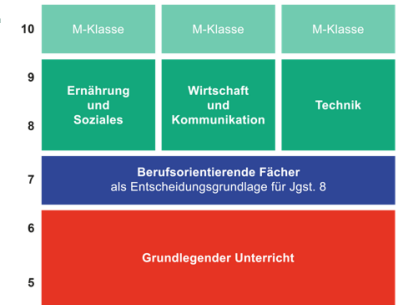 10
M-Klasse
M-Klasse
M-Klasse
9
8
Ernährung
und
Soziales
Wirtschaft
und
Kommunikation
Technik
7
Berufsorientierende Fächer
als Entscheidungsgrundlage für Jgst. 8
6
Grundlegender Unterricht
5